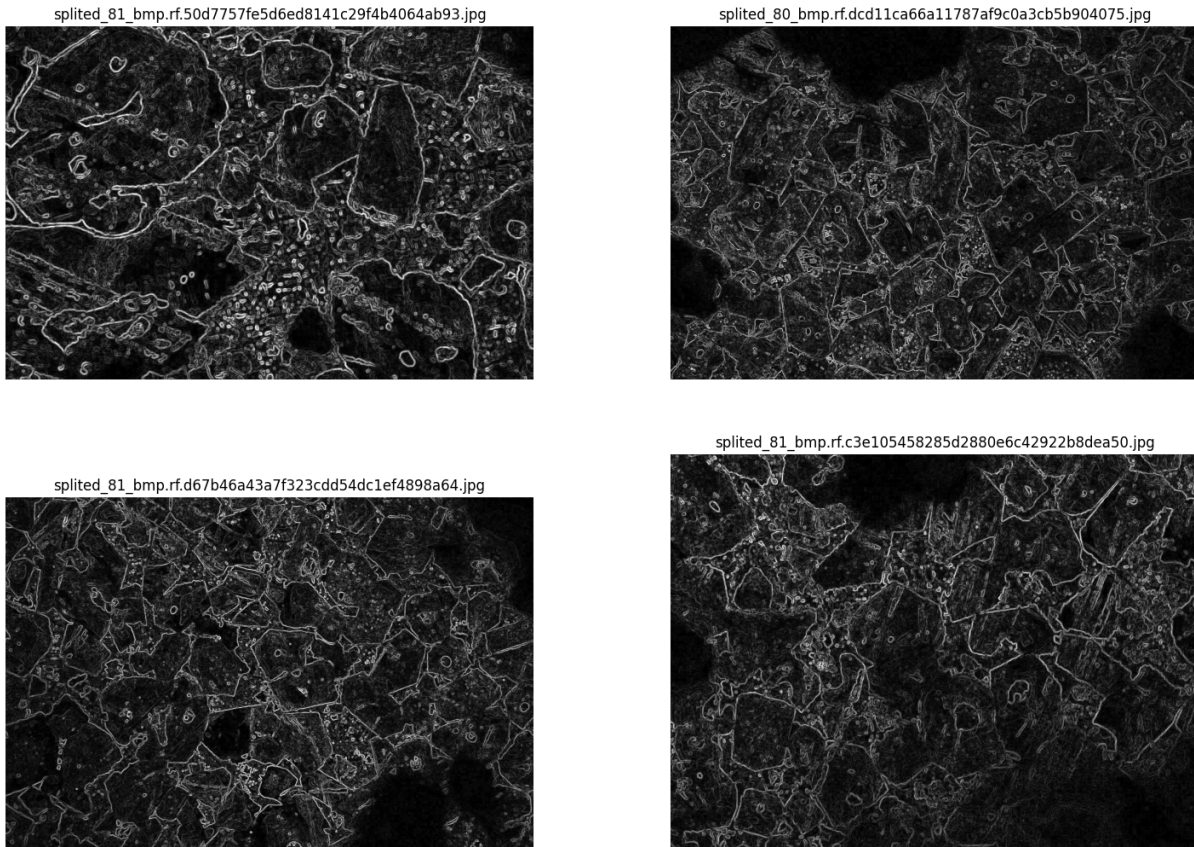 splited_81_bmp.rf.50d7757fe5d6ed8141c29f4b4064ab93.jpg
splited_80_bmp.rf.dcd11ca66a11787af9c0a3cb5b904075.jpg
splited_81_bmp.rf.d67b46a43a7f323cdd54dc1ef4898a64.jpg
splited_81_bmp.rf.c3e105458285d2880e6c42922b8dea50.jpg